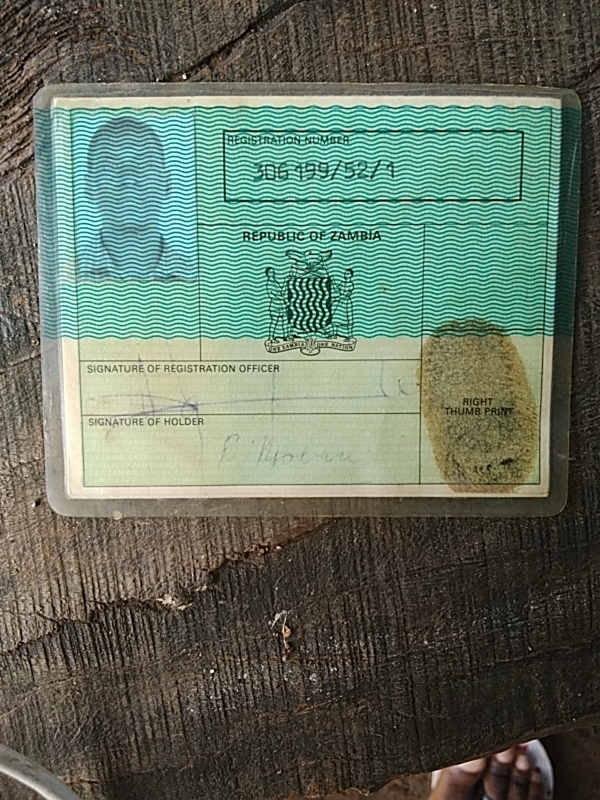 REGISTRATION NUMBER
306499/52/1
REPUBLIC OF ZAMBIA
ONE ZAMBIA ONE NATION
SIGNATURE OF REGISTRATION OFFICER
SIGNATURE OF HOLDER
RIGHT
THUMB PRINT